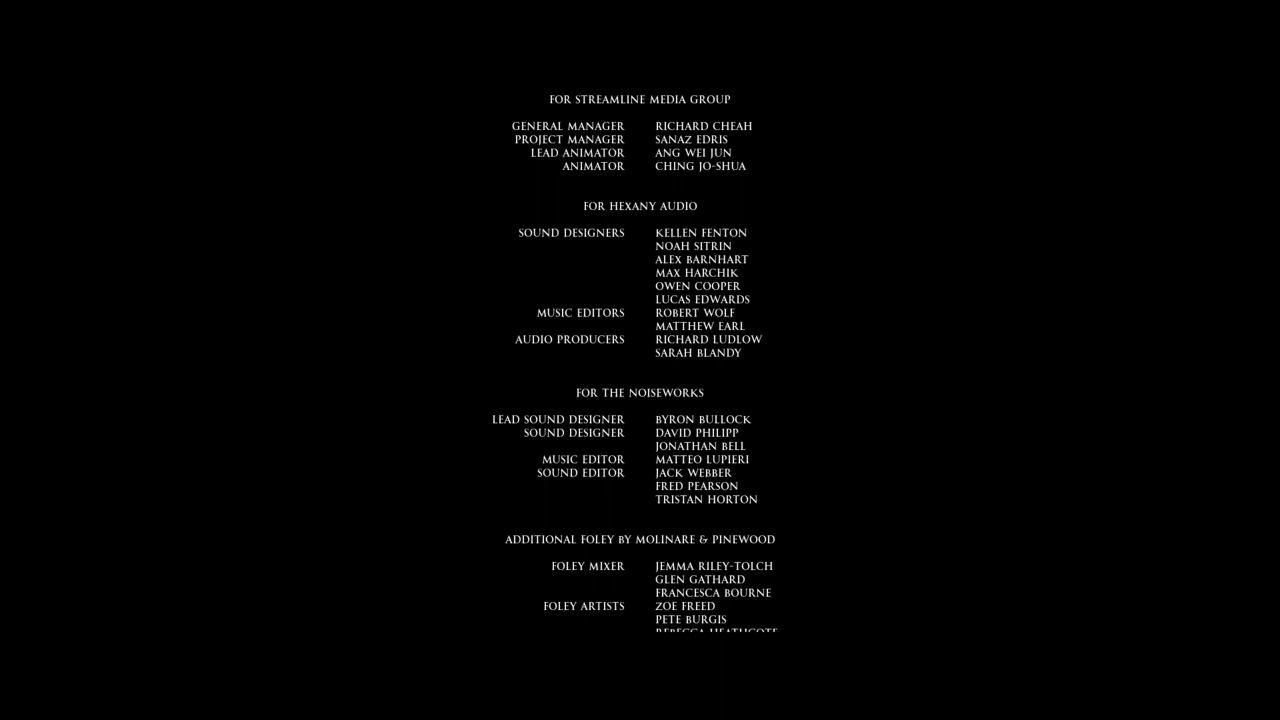 FOR STREAMLINE MEDIA GROUP
GENERAL MANAGER RICHARD CHEAH
PROJECT MANAGER SANAZ EDRIS
LEAD ANIMATOR ANG WEI JUN
ANIMATOR CHING JO-SHUA
FOR HEXANY AUDIO
SOUND DESIGNERS KELLEN FENTON
NOAH SITRIN
ALEX BARNHART
MAX HARCHIK
OWEN COOPER
LUCAS EDWARDS
MUSIC EDITORS ROBERT WOLF
MATTHEW EARL
AUDIO PRODUCERS RICHARD LUDLOW
SARAH BLANDY
FOR THE NOISEWORKS
LEAD SOUND DESIGNER BYRON BULLOCK
SOUND DESIGNER DAVID PHILIPP
JONATHAN BELL
MUSIC EDITOR MATTEO LUPIERI
SOUND EDITOR JACK WEBBER
FRED PEARSON
TRISTAN HORTON
ADDITIONAL FOLEY BY MOLINARE & PINEWOOD
FOLEY MIXER JEMMA RILEY-TOLCH
GLEN GATHARD
FRANCESCA BOURNE
FOLEY ARTISTS ZOE FREED
PETE BURGIS
REBECCA HEATHCOTE